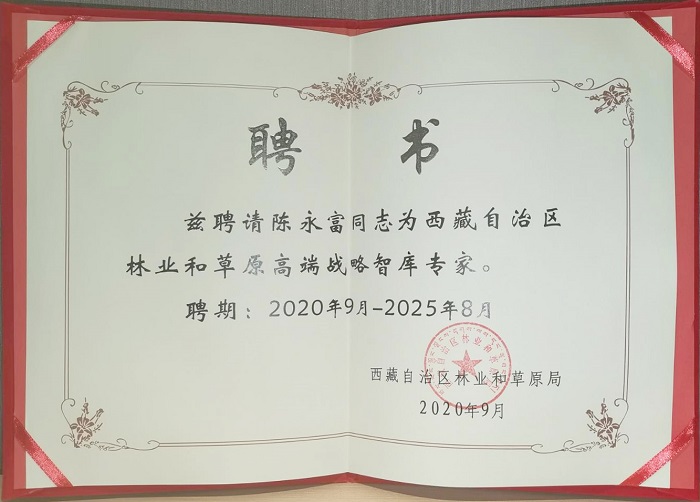 聘 书
兹聘请陈永富同志为西藏自治区
林业和草原高端战略智库专家。
聘期：2020年9月-2025年8月
西藏自治区林业和草原局
2020年9月